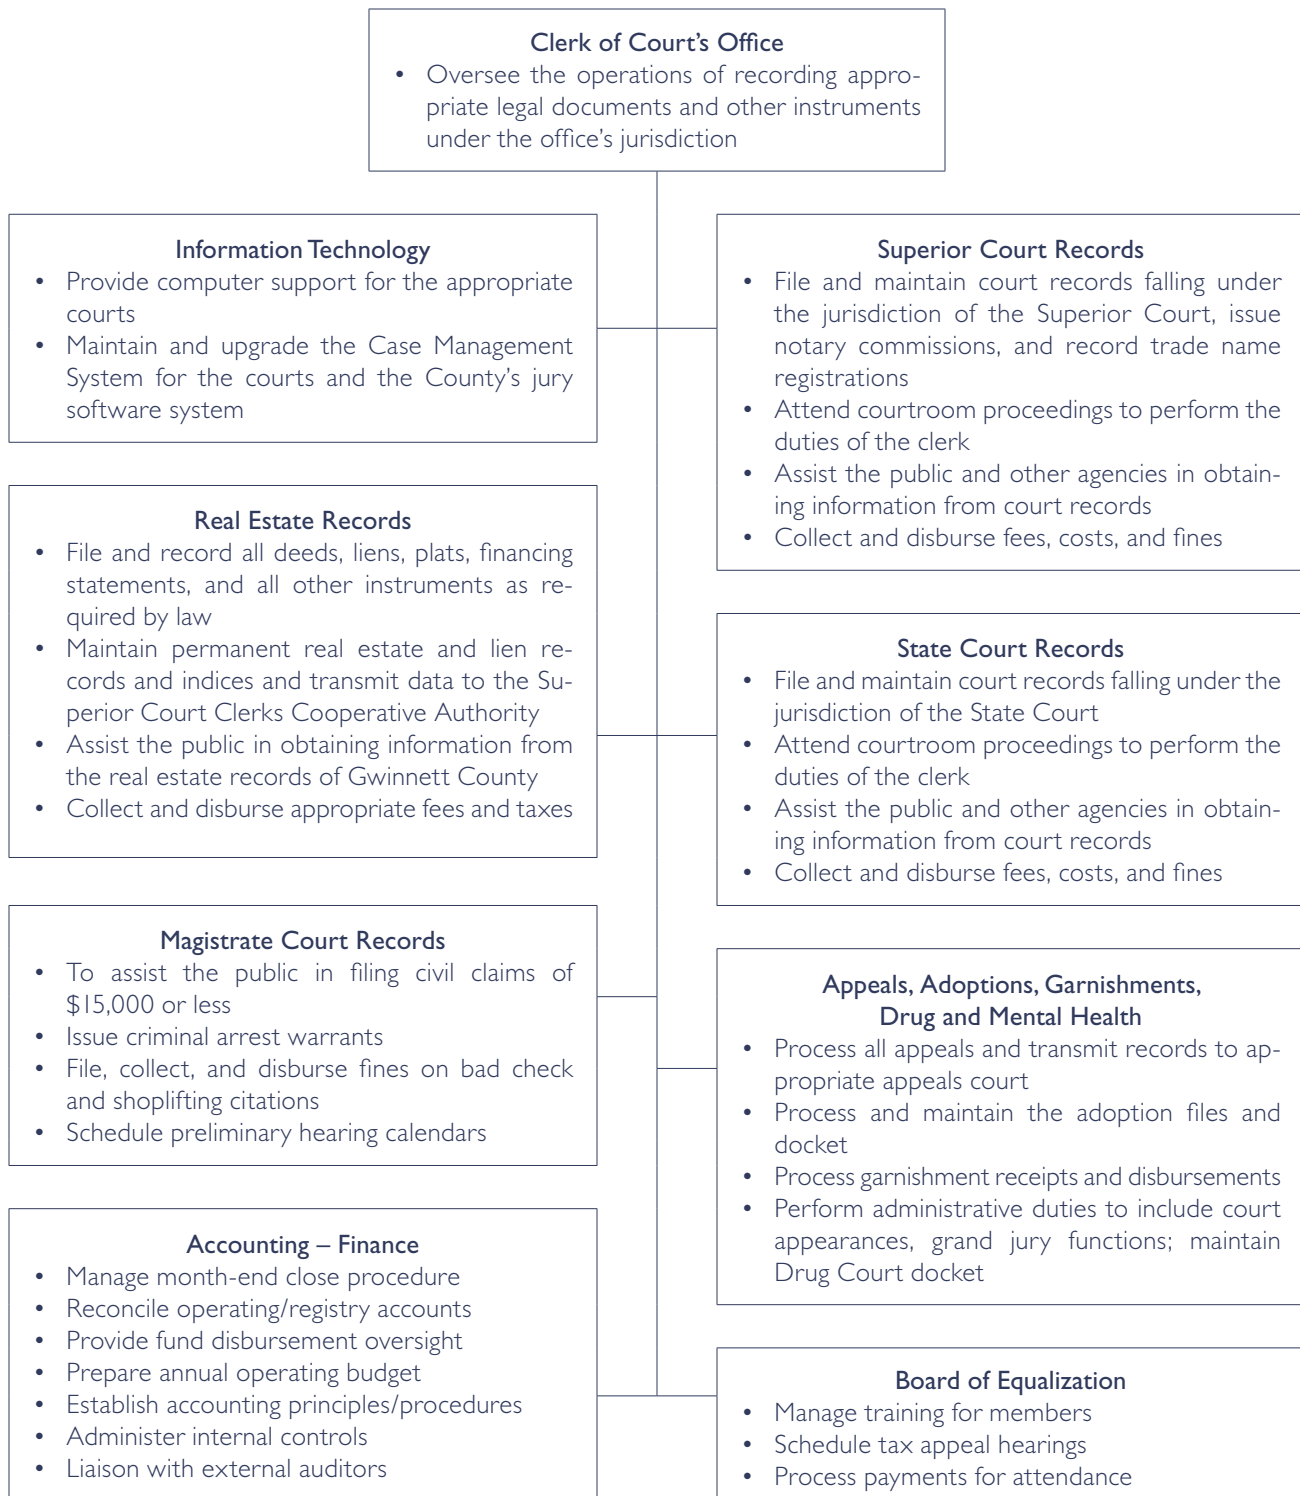 Clerk of Court's Office
• Oversee the operations of recording appro-
priate legal documents and other instruments
under the office's jurisdiction
Information Technology
• Provide computer support for the appropriate
courts
• Maintain and upgrade the Case Management
System for the courts and the County's jury
software system
Superior Court Records
• File and maintain court records falling under
the jurisdiction of the Superior Court, issue
notary commissions, and record trade name
registrations
• Attend courtroom proceedings to perform the
duties of the clerk
• Assist the public and other agencies in obtain-
ing information from court records
• Collect and disburse fees, costs, and fines
Real Estate Records
• File and record all deeds, liens, plats, financing
statements, and all other instruments as re-
quired by law
• Maintain permanent real estate and lien re-
cords and indices and transmit data to the Su-
perior Court Clerks Cooperative Authority
• Assist the public in obtaining information from
the real estate records of Gwinnett County
• Collect and disburse appropriate fees and taxes
State Court Records
• File and maintain court records falling under the
jurisdiction of the State Court
• Attend courtroom proceedings to perform the
duties of the clerk
• Assist the public and other agencies in obtain-
ing information from court records
• Collect and disburse fees, costs, and fines
Magistrate Court Records
• To assist the public in filing civil claims of
$15,000 or less
• Issue criminal arrest warrants
• File, collect, and disburse fines on bad check
and shoplifting citations
• Schedule preliminary hearing calendars
Appeals, Adoptions, Garnishments,
Drug and Mental Health
• Process all appeals and transmit records to ap-
propriate appeals court
• Process and maintain the adoption files and
docket
• Process garnishment receipts and disbursements
• Perform administrative duties to include court
appearances, grand jury functions; maintain
Drug Court docket
Accounting – Finance
• Manage month-end close procedure
• Reconcile operating/registry accounts
• Provide fund disbursement oversight
• Prepare annual operating budget
• Establish accounting principles/procedures
• Administer internal controls
• Liaison with external auditors
Board of Equalization
• Manage training for members
• Schedule tax appeal hearings
• Process payments for attendance